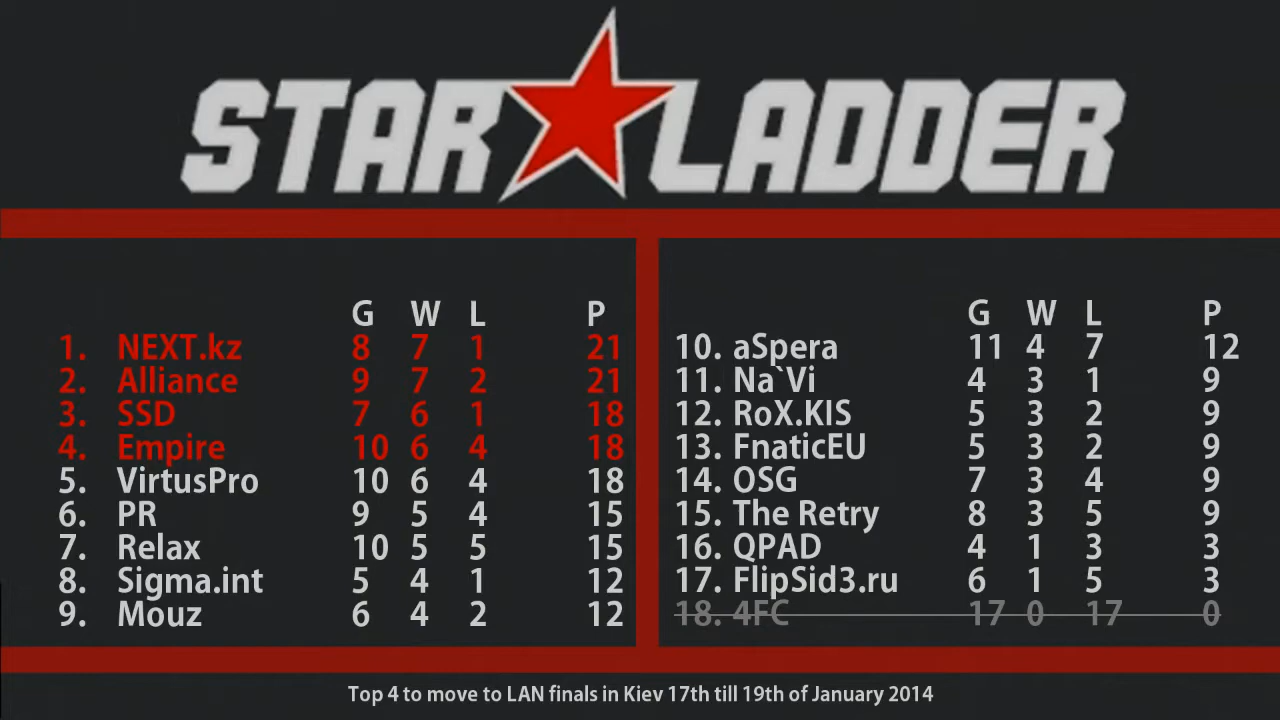 STAR LADDER
G W L P
1. NEXT.kz 8 7 1 21
2. Alliance 9 7 2 21
3. SSD 7 6 1 18
4. Empire 10 6 4 18
5. VirtusPro 10 6 4 18
6. PR 9 5 4 15
7. Relax 10 5 5 15
8. Sigma.int 5 4 1 12
9. Mouz 6 4 2 12
G W L P
10. aSpera 11 4 7 12
11. Na`Vi 4 3 1 9
12. RoX.KIS 5 3 2 9
13. FnaticEU 5 3 2 9
14. OSG 7 3 4 9
15. The Retry 8 3 5 9
16. QPAD 4 1 3 3
17. FlipSid3.ru 6 1 5 3
18. 4FC 17 0 17 0
Top 4 to move to LAN finals in Kiev 17th till 19th of January 2014